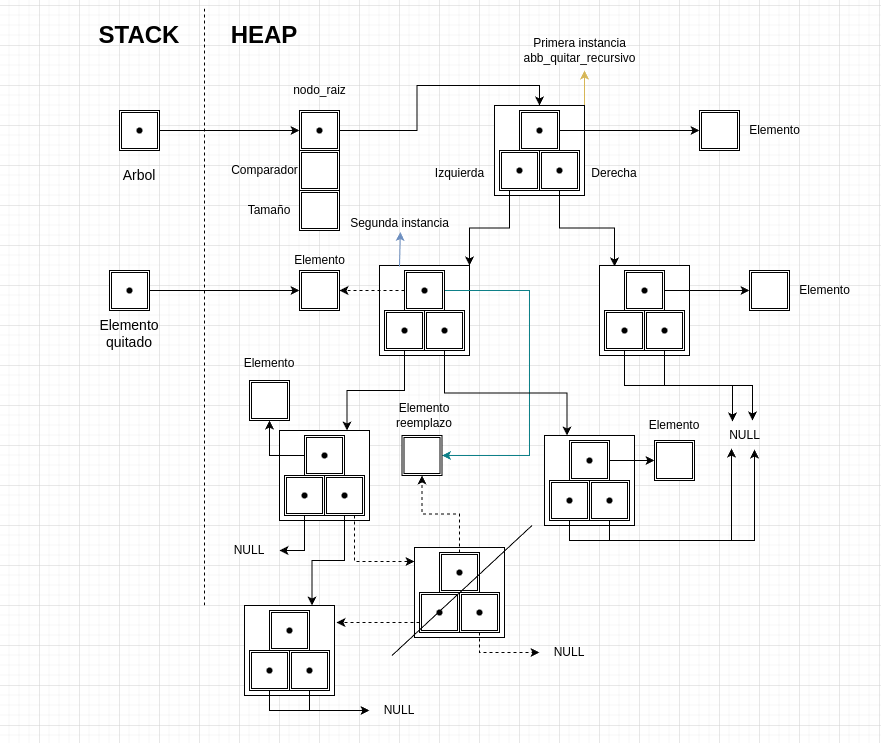 STACK
HEAP
Primera instancia
abb_quitar_recursivo
nodo_raiz
Elemento
Arbol
Comparador
Izquierda
Derecha
Tamaño
Segunda instancia
Elemento
Elemento
Elemento
quitado
Elemento
Elemento
reemplazo
Elemento
NULL
NULL
NULL
NULL